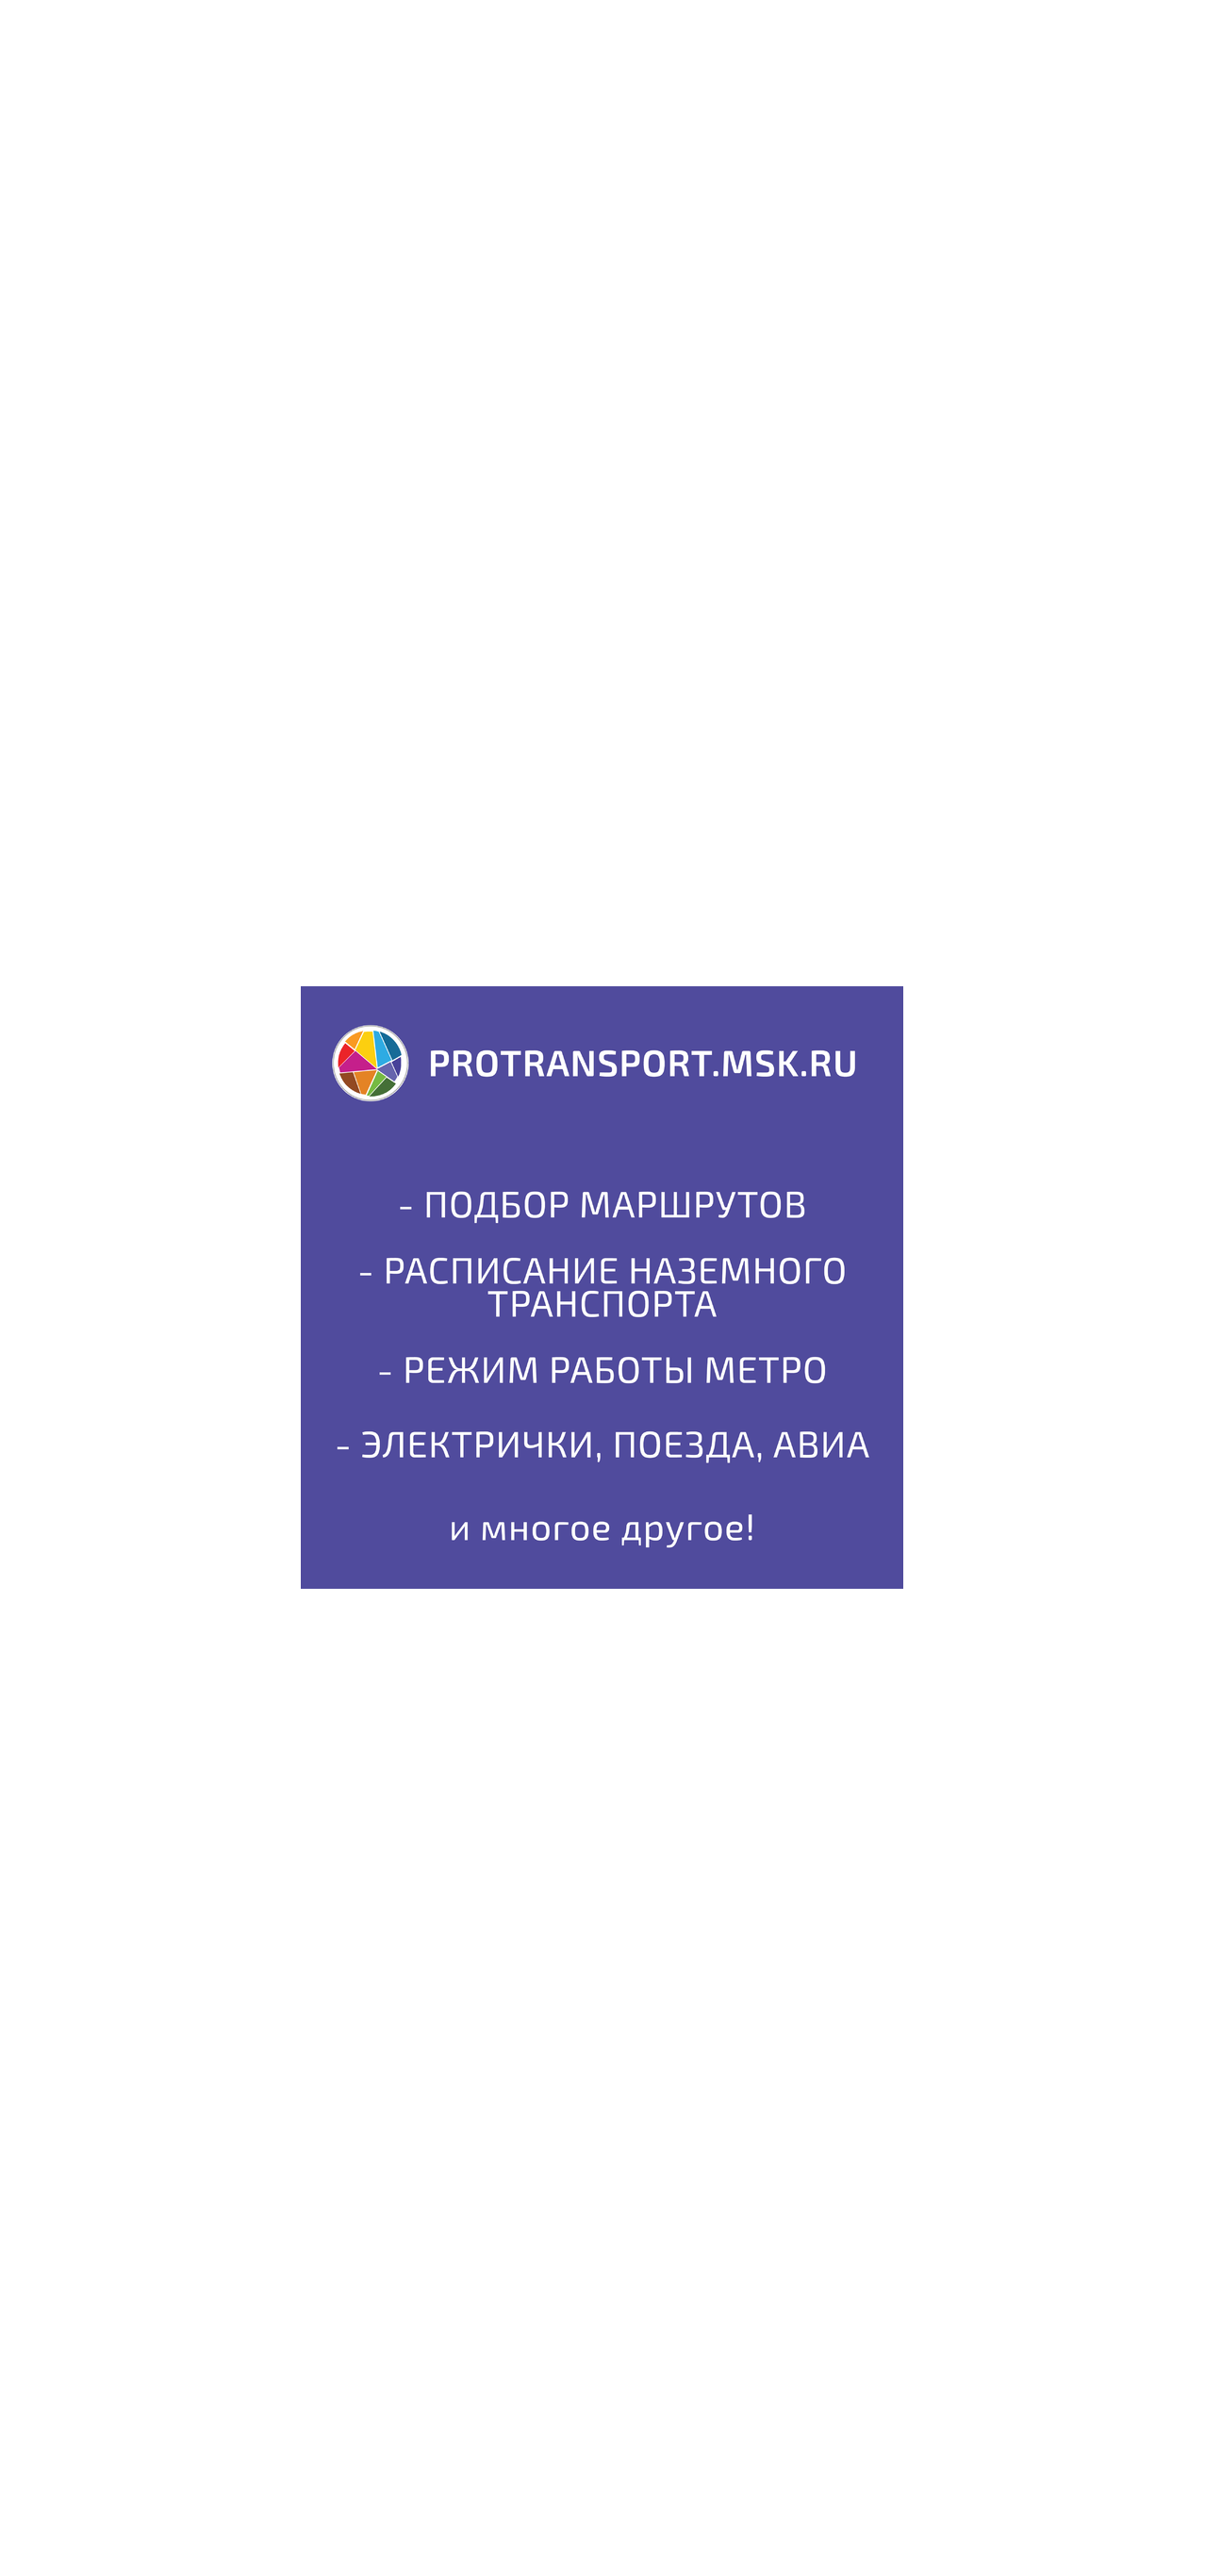 PROTRANSPORT.MSK.RU
- ПОДБОР МАРШРУТОВ
- РАСПИСАНИЕ НАЗЕМНОГО
ТРАНСПОРТА
- РЕЖИМ РАБОТЫ МЕТРО
- ЭЛЕКТРИЧКИ, ПОЕЗДА, АВИА
и многое другое!